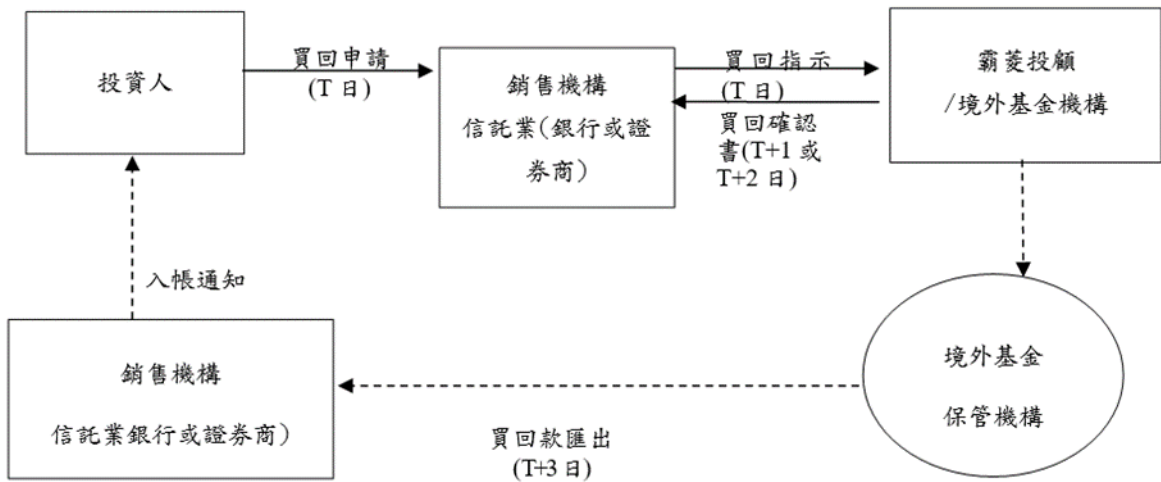 投資人
買回申請
(T 日)
銷售機構
信託業(銀行或證
券商)
買回指示
(T 日)
買回確認
書(T+1 或
T+2 日)
霸菱投顧
/境外基金機構
入帳通知
銷售機構
信託業銀行或證券商)
境外基金
保管機構
買回款匯出
(T+3 日)